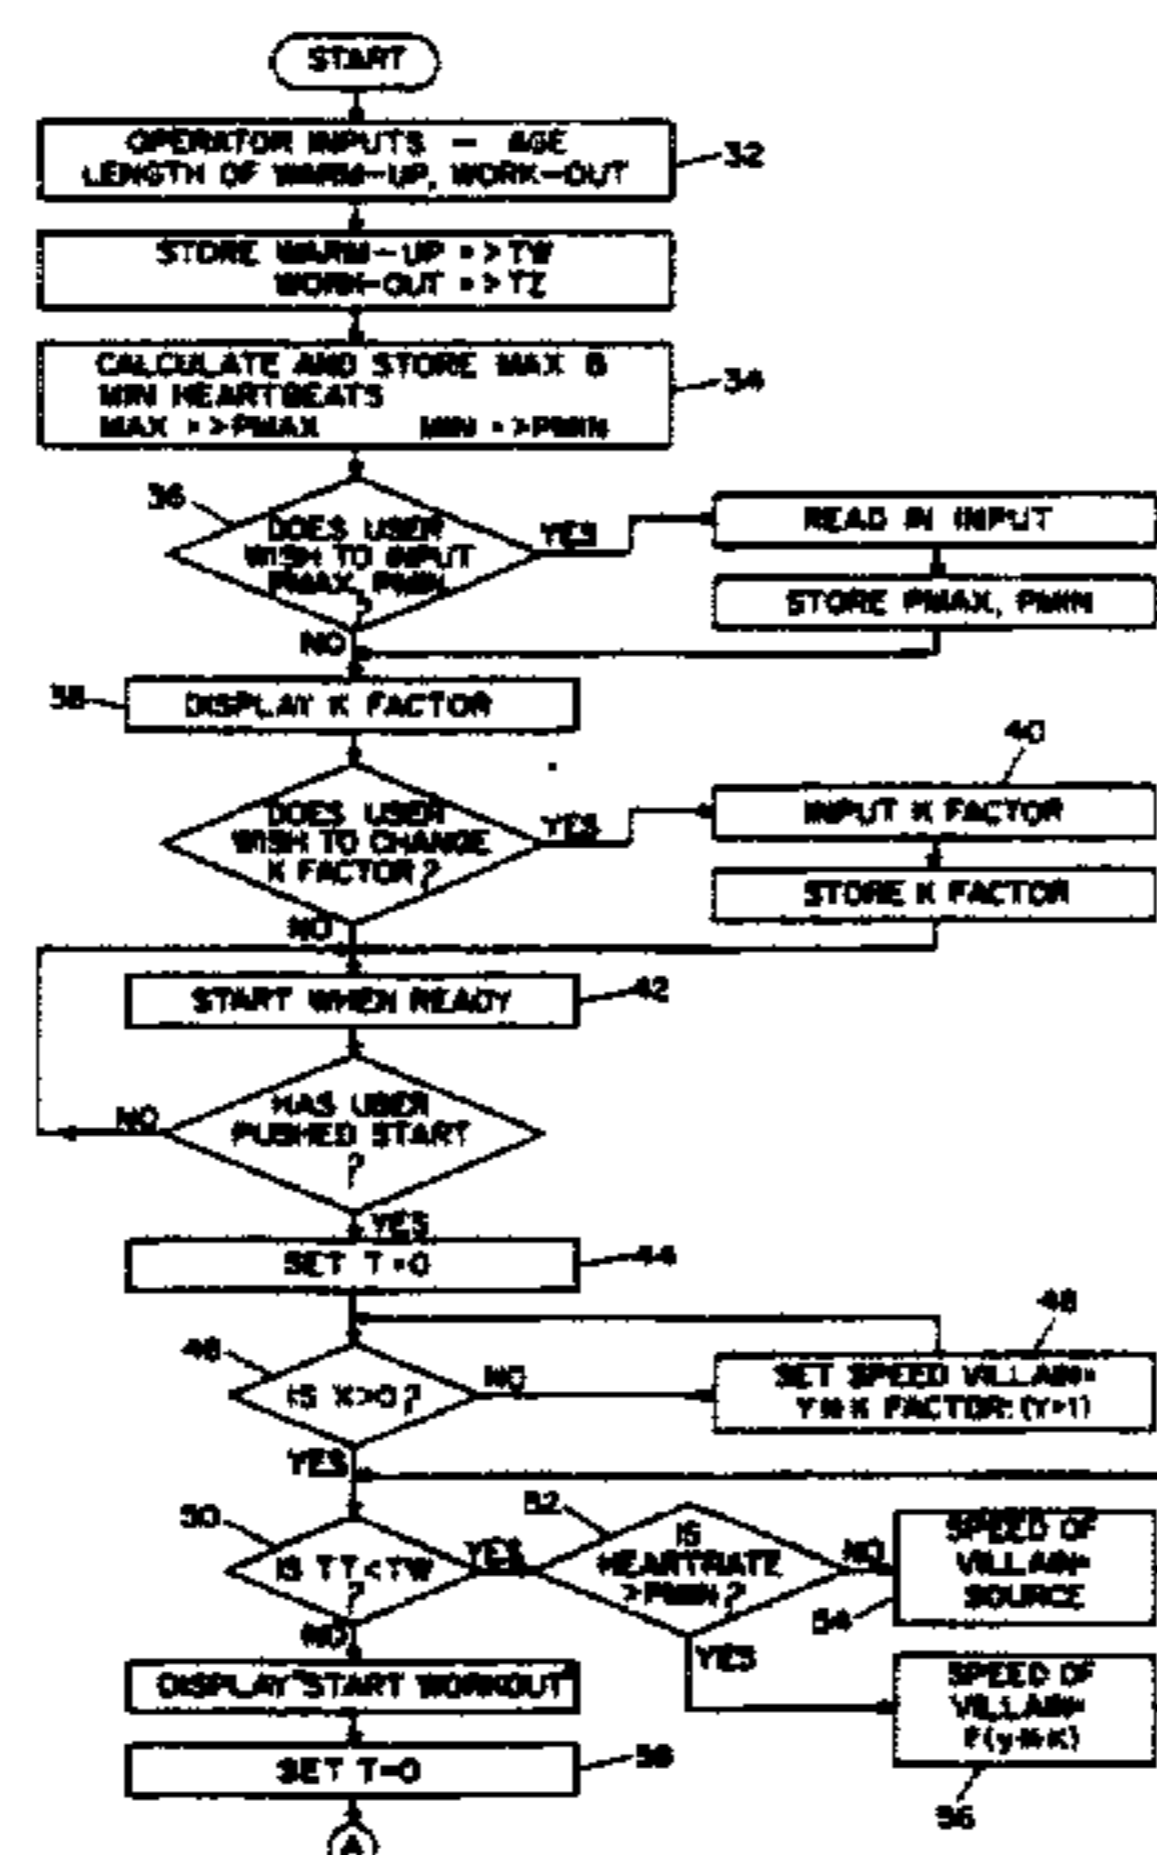 START
OPERATOR INPUTS — AGE
LENGTH OF WARM-UP, WORK-OUT
32
STORE WARM-UP => TW
WORK-OUT => TZ
CALCULATE AND STORE MAX &
MIN HEARTBEATS
MAX => PMAX MIN => PMIN
34
36
DOES USER
WISH TO INPUT
PMAX, PMIN
?
YES
READ IN INPUT
STORE PMAX, PMIN
NO
38
DISPLAY K FACTOR
40
DOES USER
WISH TO CHANGE
K FACTOR?
YES
INPUT K FACTOR
STORE K FACTOR
NO
START WHEN READY
42
HAS USER
PUSHED START
?
NO
YES
SET T=0
44
48
IS X>0?
NO
48
SET SPEED VILLAIN=
FACTOR:
YES
50
IS TT<TW
?
YES
52
IS
HEARTRATE
>PMIN?
NO
SPEED OF
VILLAIN=
SOURCE
54
NO
YES
DISPLAY "START WORKOUT"
SPEED OF
VILLAIN=
F(y*K)
56
SET T=0
58
A